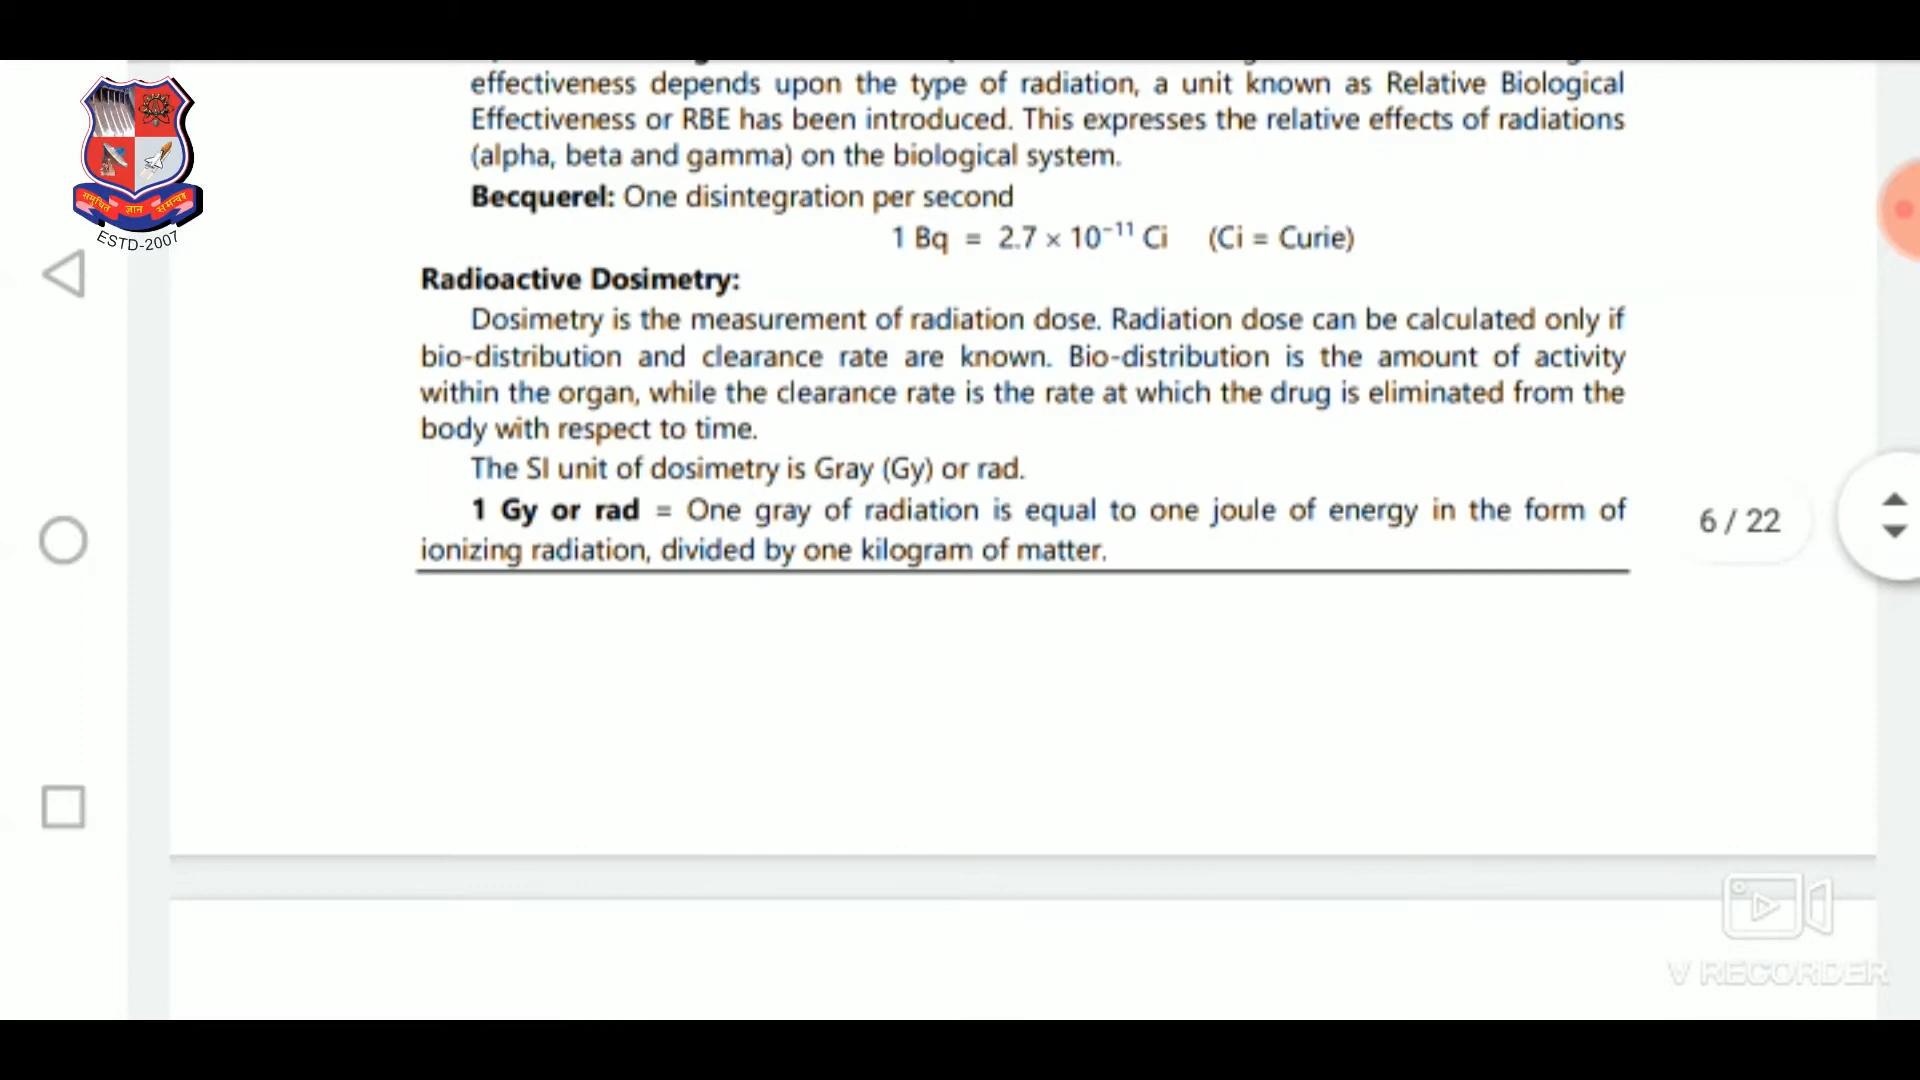 effectiveness depends upon the type of radiation, a unit known as Relative Biological
Effectiveness or RBE has been introduced. This expresses the relative effects of radiations
(alpha, beta and gamma) on the biological system.
Becquerel: One disintegration per second
1 Bq = 2.7 × 10⁻¹¹ Ci (Ci = Curie)
Radioactive Dosimetry:
Dosimetry is the measurement of radiation dose. Radiation dose can be calculated only if
bio-distribution and clearance rate are known. Bio-distribution is the amount of activity
within the organ, while the clearance rate is the rate at which the drug is eliminated from the
body with respect to time.
The SI unit of dosimetry is Gray (Gy) or rad.
1 Gy or rad = One gray of radiation is equal to one joule of energy in the form of
ionizing radiation, divided by one kilogram of matter.
समुचित ज्ञान समन्वय
ESTD-2007
6 / 22
V RECORDER